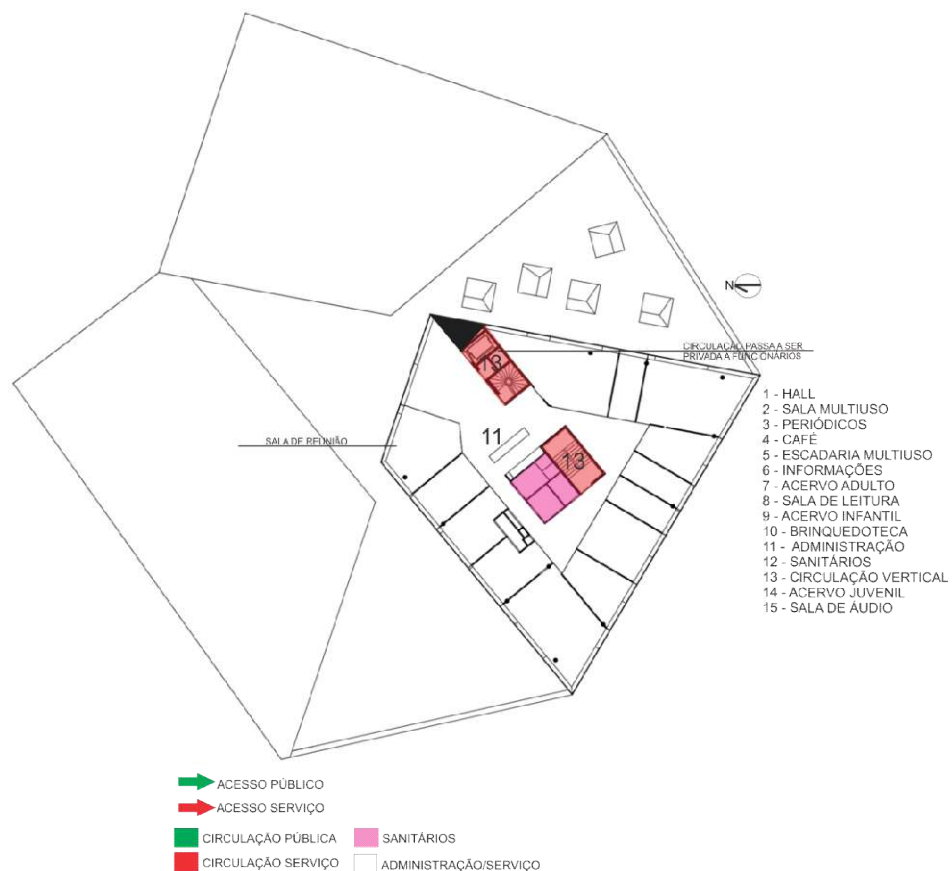 N
CIRCULAÇÃO PASSA A SER
PRIVADA A FUNCIONÁRIOS
13
SALA DE REUNIÃO
11
13
1 - HALL
2 - SALA MULTIUSO
3 - PERIÓDICOS
4 - CAFÉ
5 - ESCADARIA MULTIUSO
6 - INFORMAÇÕES
7 - ACERVO ADULTO
8 - SALA DE LEITURA
9 - ACERVO INFANTIL
10 - BRINQUEDOTECA
11 - ADMINISTRAÇÃO
12 - SANITÁRIOS
13 - CIRCULAÇÃO VERTICAL
14 - ACERVO JUVENIL
15 - SALA DE ÁUDIO
ACESSO PÚBLICO
ACESSO SERVIÇO
CIRCULAÇÃO PÚBLICA
SANITÁRIOS
CIRCULAÇÃO SERVIÇO
ADMINISTRAÇÃO/SERVIÇO